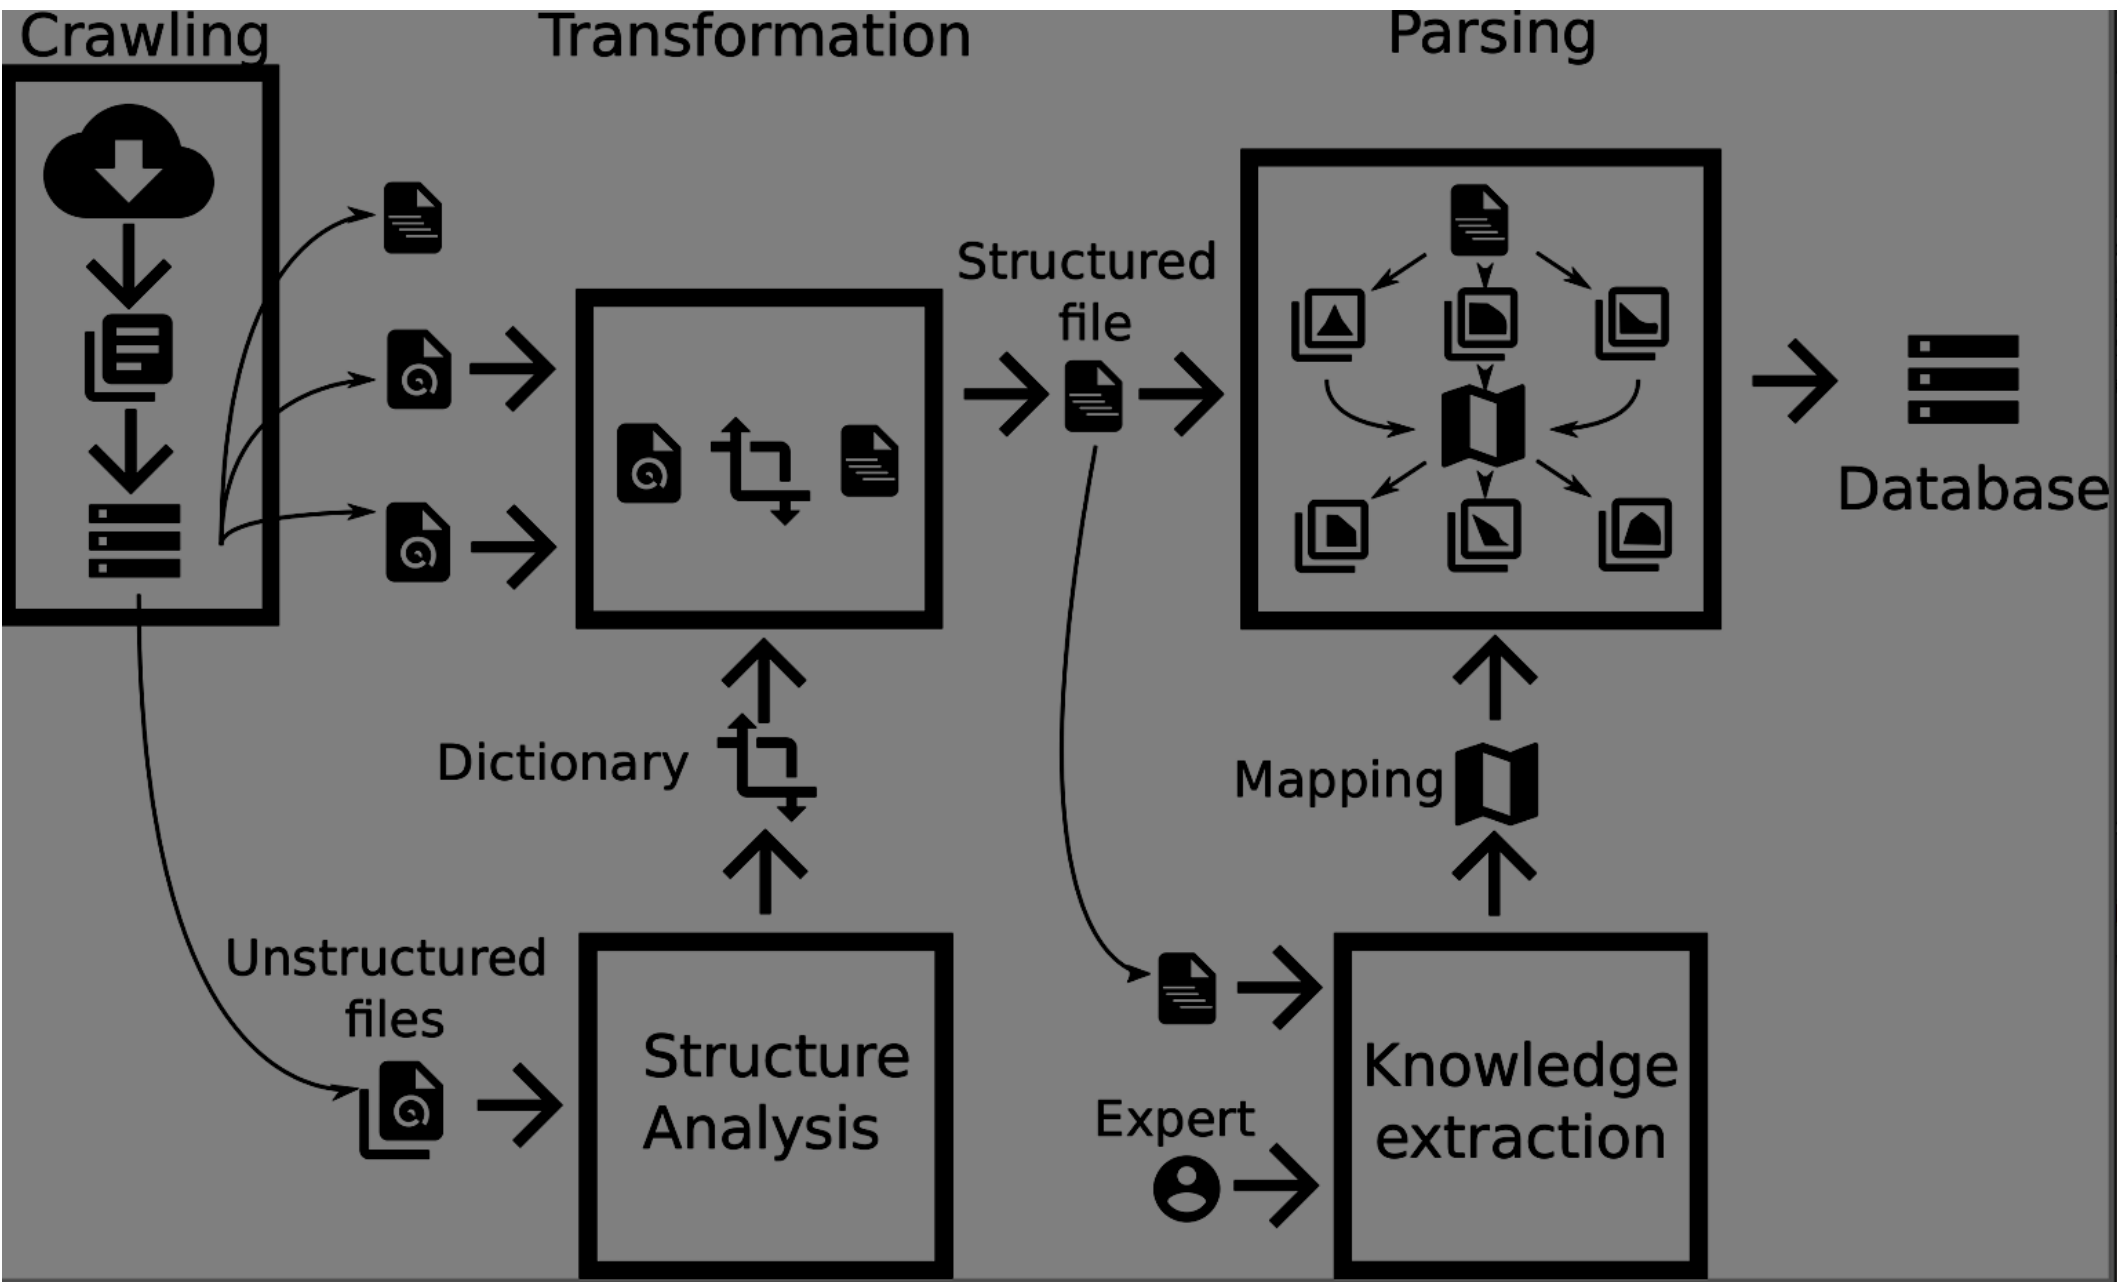 Crawling
Transformation
Parsing
Structured
file
Database
Dictionary
Mapping
Unstructured
files
Structure
Analysis
Expert
Knowledge
extraction